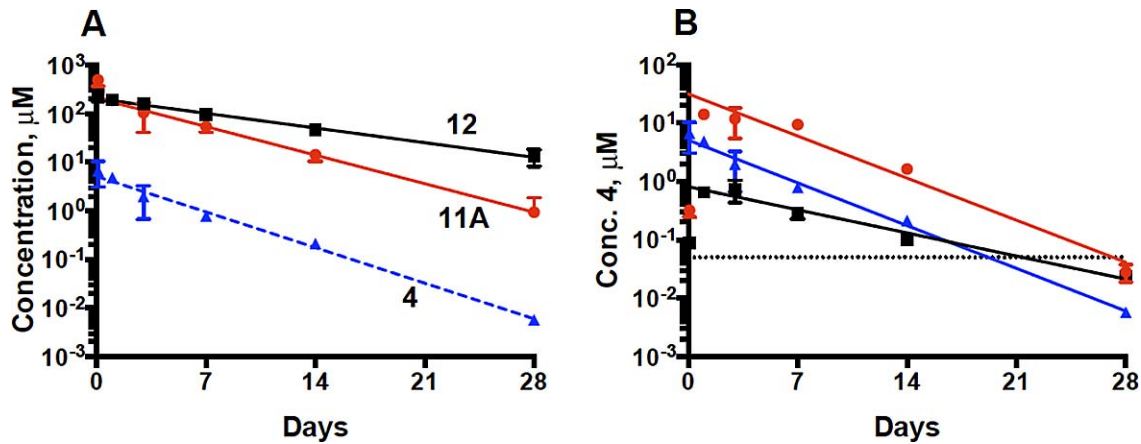 A
Concentration, μM
10³
10²
10¹
10⁰
10⁻¹
10⁻²
10⁻³
12
11A
4
0 7 14 21 28
Days
B
Conc. 4, μM
10²
10¹
10⁰
10⁻¹
10⁻²
10⁻³
0 7 14 21 28
Days